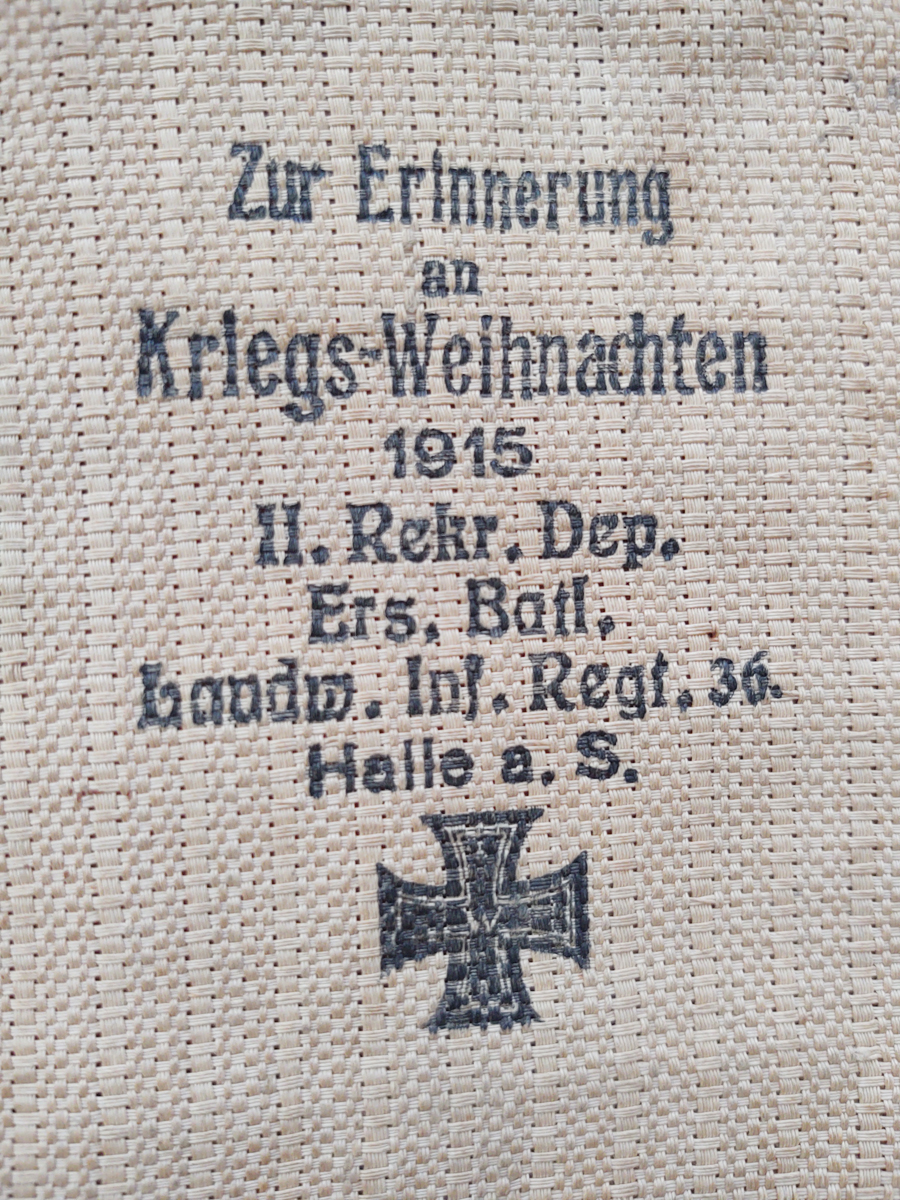 Zur Erinnerung
an
Kriegs-Weihnachten
1915
II. Rekr. Dep.
Ers. Batl.
Landw. Inf. Regt. 36.
Halle a. S.